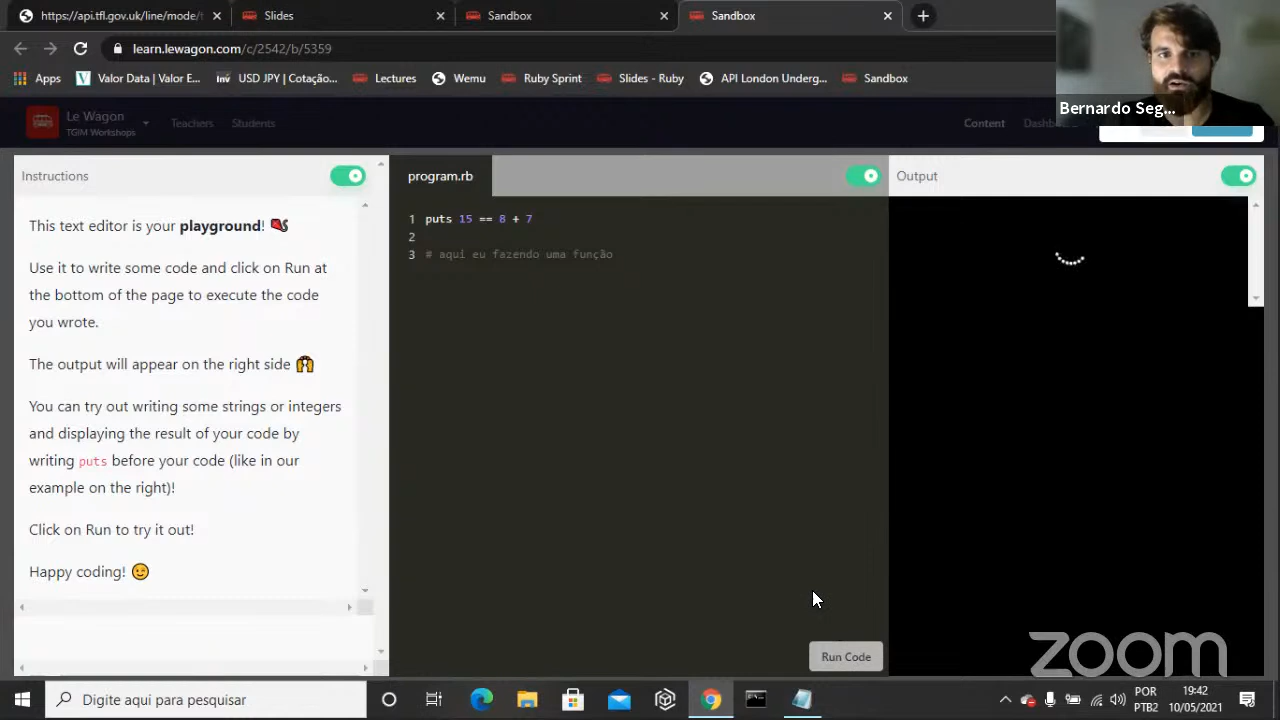 https://api.tfl.gov.uk/line/mode/t
Slides
Sandbox
Sandbox
learn.lewagon.com/c/2542/b/5359
Apps
Valor Data | Valor E...
USD JPY | Cotação...
Lectures
Wemu
Ruby Sprint
Slides - Ruby
API London Underg...
Sandbox
Bernardo Seg...
Le Wagon
TGIM Workshops
Teachers
Students
Content
Instructions
program.rb
Output
This text editor is your playground!
Use it to write some code and click on Run at
the bottom of the page to execute the code
you wrote.
The output will appear on the right side
You can try out writing some strings or integers
and displaying the result of your code by
writing puts before your code (like in our
example on the right)!
Click on Run to try it out!
Happy coding!
1 puts 15 == 8 + 7
2
3 # aqui eu fazendo uma função
Run Code
zoom
Digite aqui para pesquisar
POR
PTB2
19:42
10/05/2021